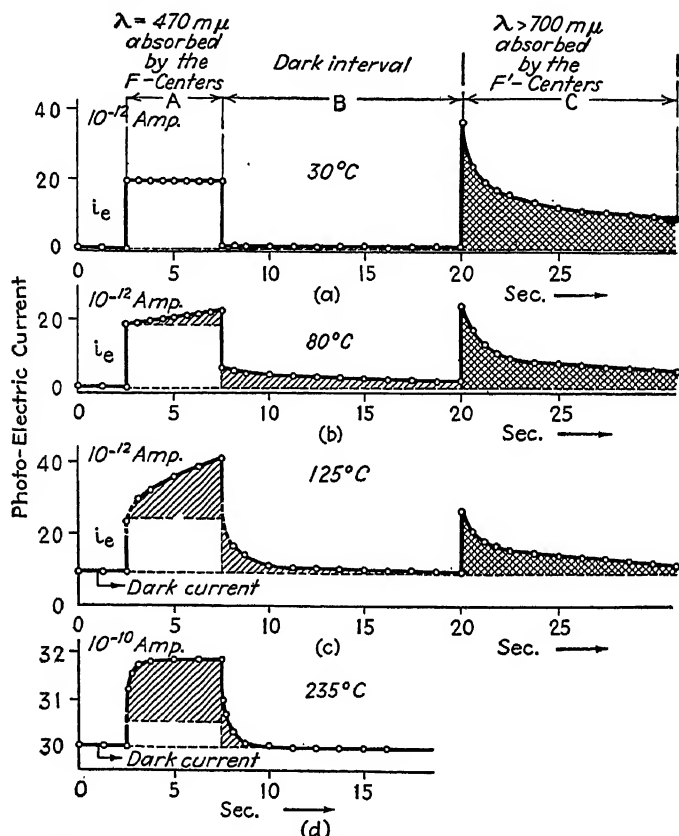 λ = 470 mμ
absorbed
by the
F-Centers
Dark interval
λ>700 mμ
absorbed
by the
F'-Centers
A
B
C
40
20
0
10⁻¹² Amp.
iₑ
30°C
0
5
10
15
20
25
(a)
Sec.
10⁻¹² Amp.
20
0
iₑ
80°C
0
5
10
15
20
25
(b)
Sec.
Photo-Electric Current
10⁻¹² Amp.
40
20
0
iₑ
125°C
Dark current
0
5
10
15
20
25
(c)
Sec.
10⁻¹⁰ Amp.
32
31
30
235°C
Dark current
0
5
10
15
Sec.
(d)